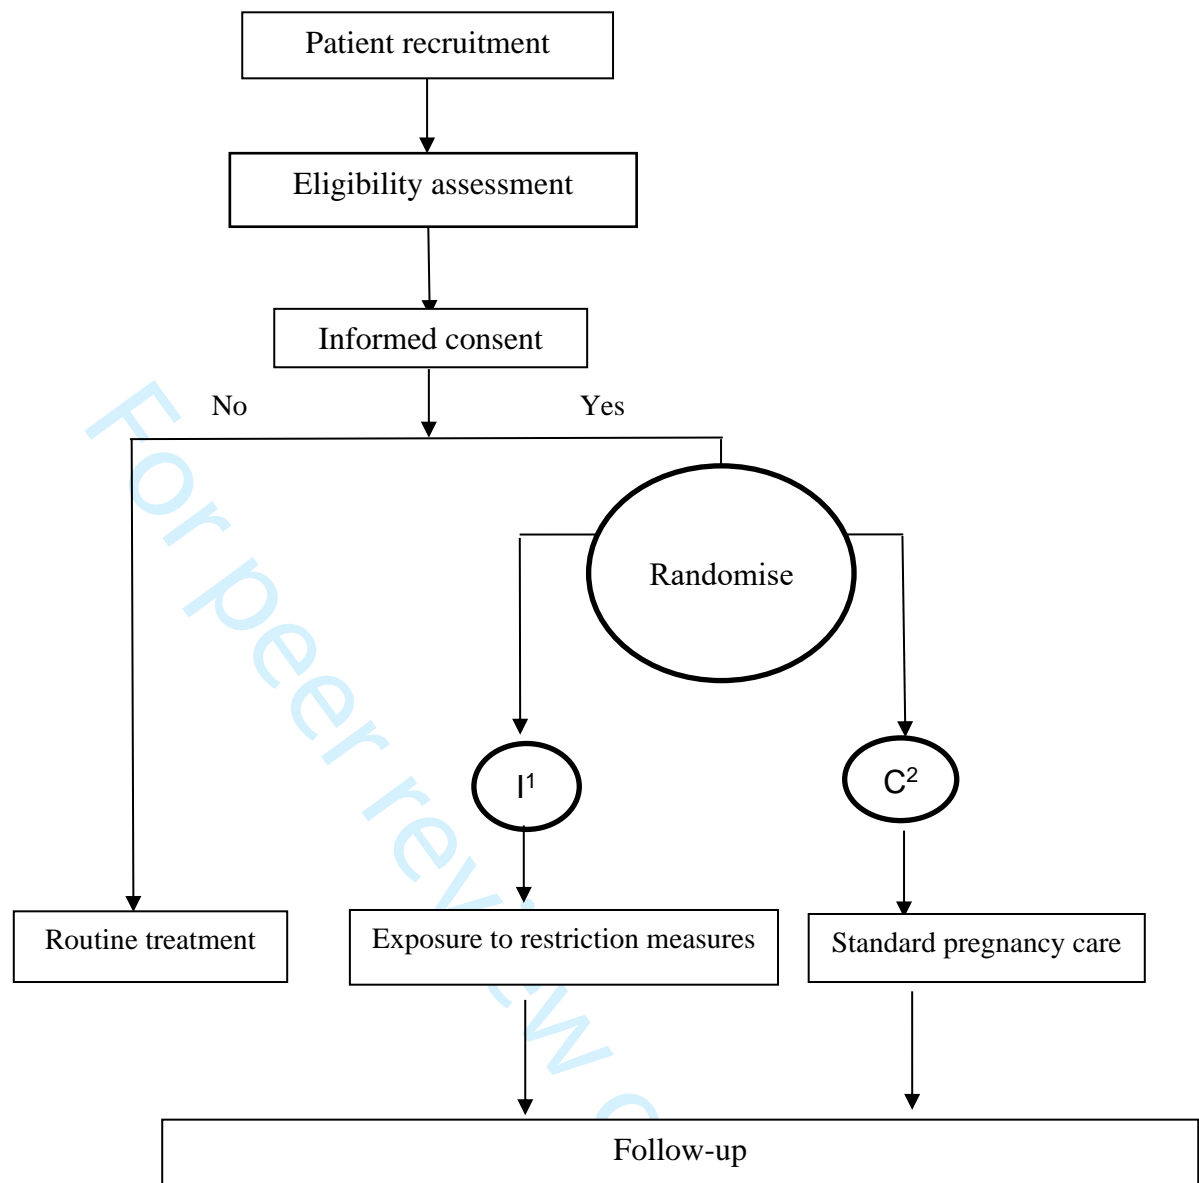 Patient recruitment
Eligibility assessment
Informed consent
No
Yes
Randomise
I¹
C²
Routine treatment
Exposure to restriction measures
Standard pregnancy care
Follow-up
For peer review o